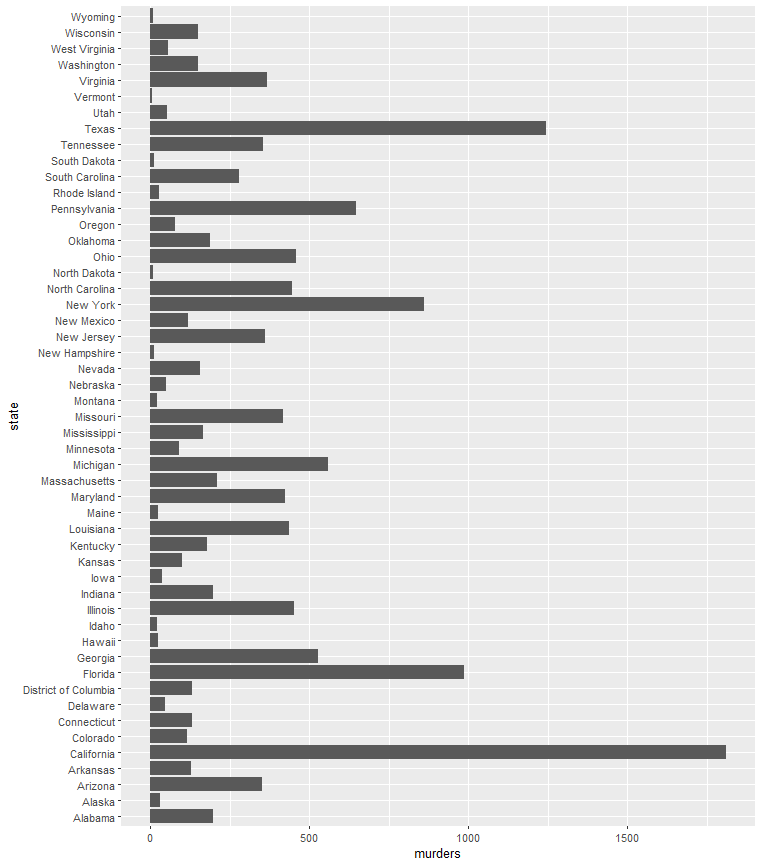 Wyoming
Wisconsin
West Virginia
Washington
Virginia
Vermont
Utah
Texas
Tennessee
South Dakota
South Carolina
Rhode Island
Pennsylvania
Oregon
Oklahoma
Ohio
North Dakota
North Carolina
New York
New Mexico
New Jersey
New Hampshire
Nevada
Nebraska
Montana
Missouri
Mississippi
Minnesota
Michigan
Massachusetts
Maryland
Maine
Louisiana
Kentucky
Kansas
Iowa
Indiana
Illinois
Idaho
Hawaii
Georgia
Florida
District of Columbia
Delaware
Connecticut
Colorado
California
Arkansas
Arizona
Alaska
Alabama
state
0 500 1000 1500
murders